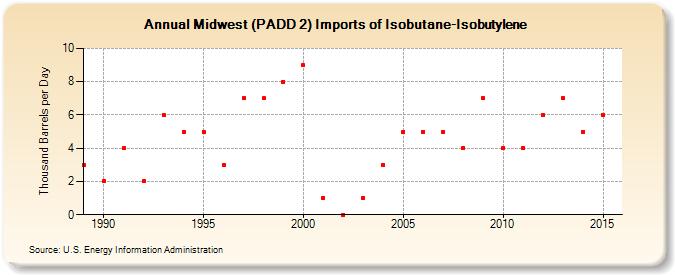 Annual Midwest (PADD 2) Imports of Isobutane-Isobutylene
Thousand Barrels per Day
10
8
6
4
2
0
1990 1995 2000 2005 2010 2015
Source: U.S. Energy Information Administration